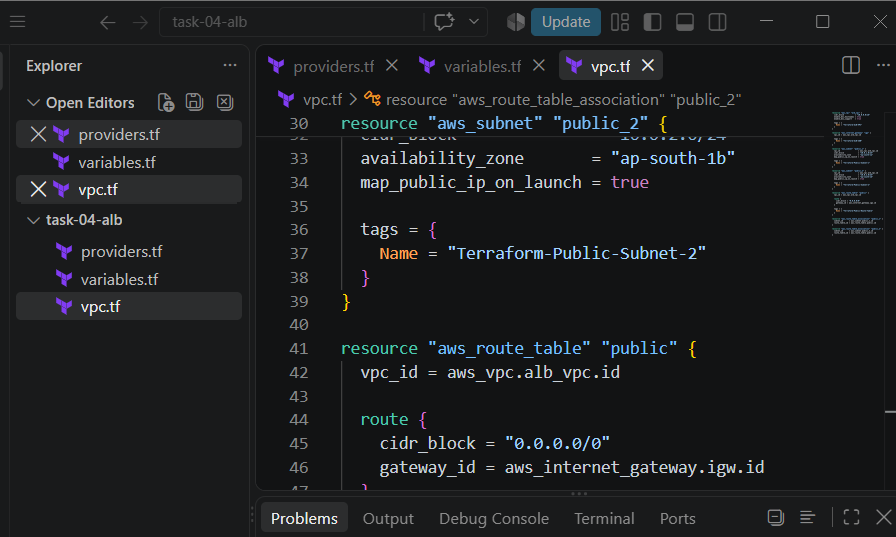 task-04-alb
Update
Explorer
providers.tf
variables.tf
vpc.tf
Open Editors
providers.tf
variables.tf
vpc.tf
task-04-alb
providers.tf
variables.tf
vpc.tf
vpc.tf > resource "aws_route_table_association" "public_2"
30 resource "aws_subnet" "public_2" {
33 availability_zone = "ap-south-1b"
34 map_public_ip_on_launch = true
35
36 tags = {
37 Name = "Terraform-Public-Subnet-2"
38 }
39 }
40
41 resource "aws_route_table" "public" {
42 vpc_id = aws_vpc.alb_vpc.id
43
44 route {
45 cidr_block = "0.0.0.0/0"
46 gateway_id = aws_internet_gateway.igw.id
47 }
Problems Output Debug Console Terminal Ports